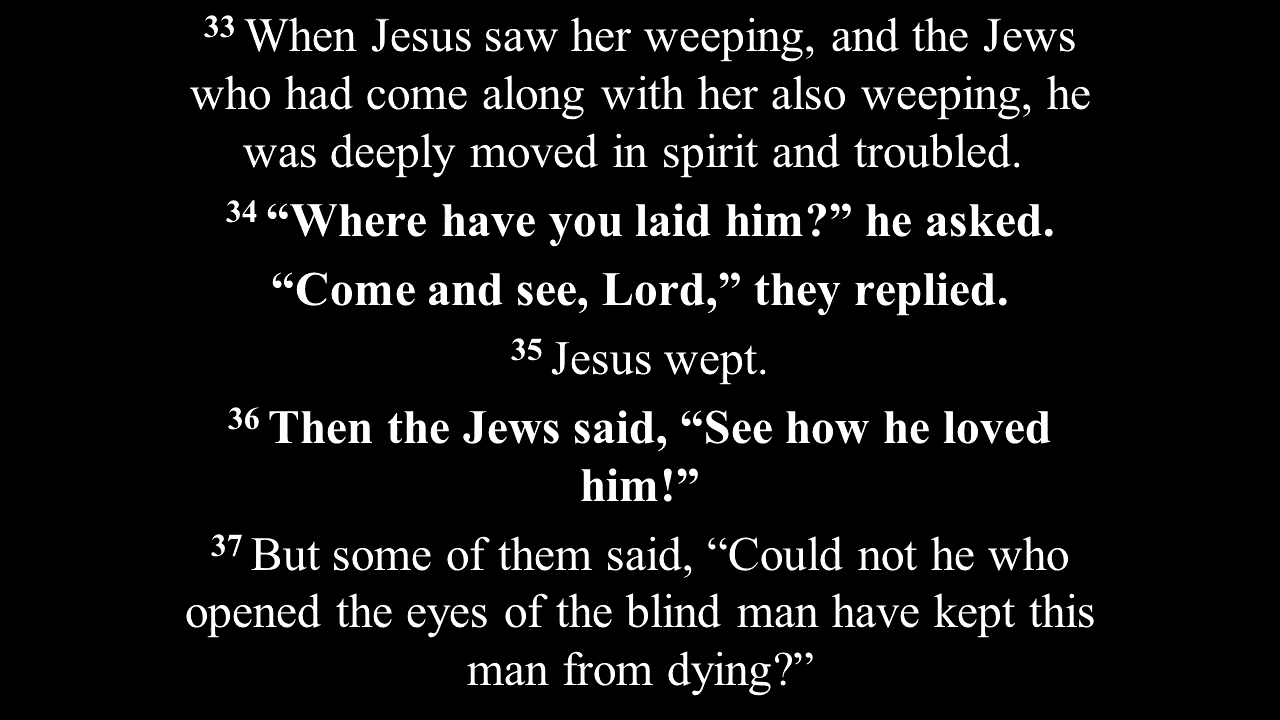 33 When Jesus saw her weeping, and the Jews
who had come along with her also weeping, he
was deeply moved in spirit and troubled.
34 “Where have you laid him?” he asked.
“Come and see, Lord,” they replied.
35 Jesus wept.
36 Then the Jews said, “See how he loved
him!”
37 But some of them said, “Could not he who
opened the eyes of the blind man have kept this
man from dying?”